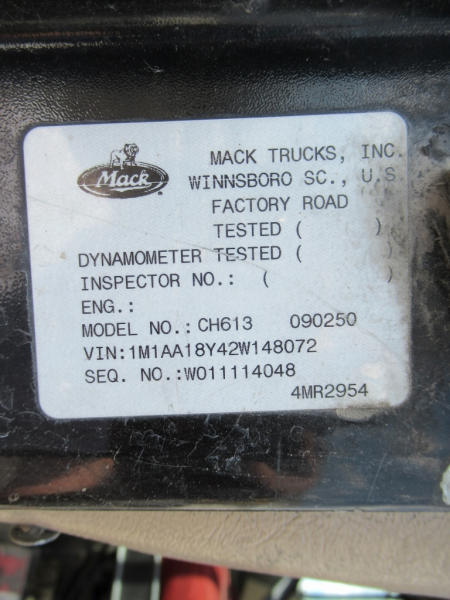 Mack
MACK TRUCKS, INC.
WINNSBORO SC., U.S
FACTORY ROAD
TESTED (        )
DYNAMOMETER TESTED (        )
INSPECTOR NO.: (        )
ENG.:
MODEL NO.: CH613    090250
VIN:1M1AA18Y42W148072
SEQ. NO.:W011114048
4MR2954